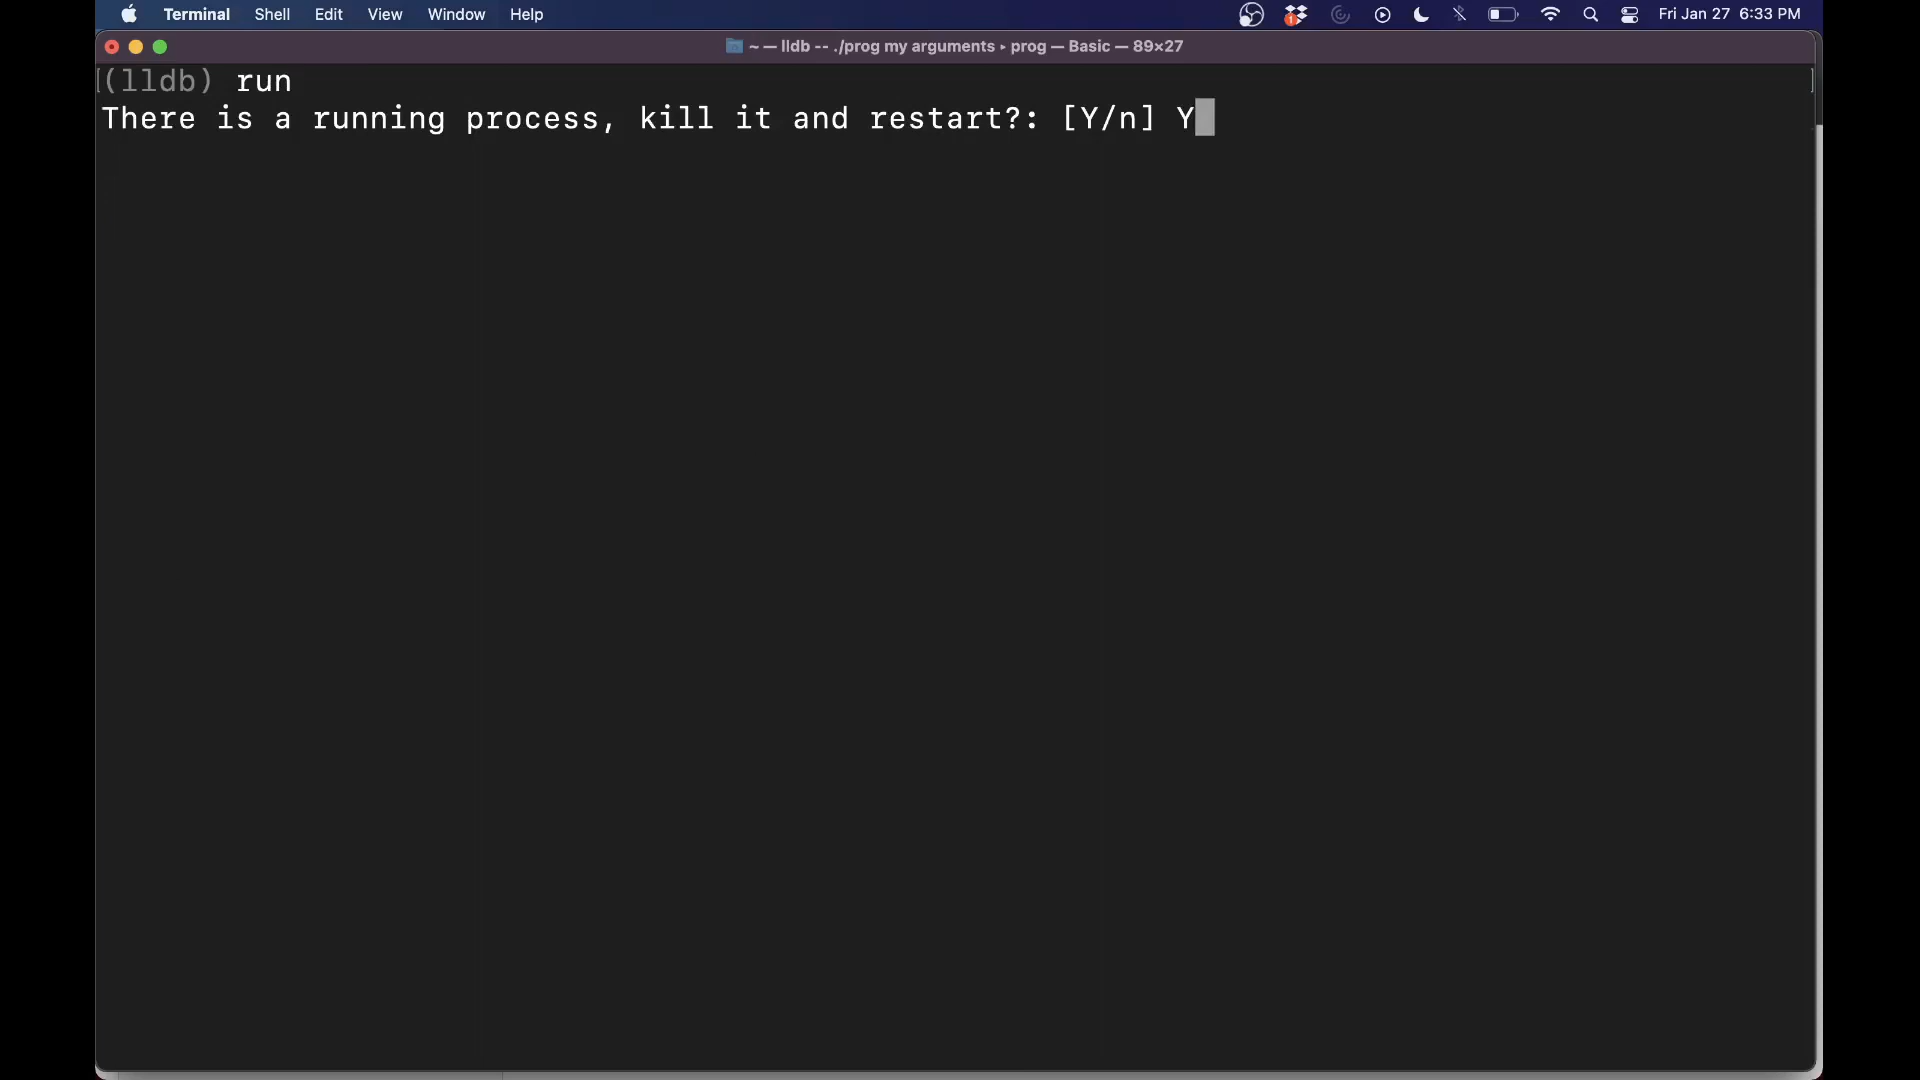 Terminal Shell Edit View Window Help 1 Fri Jan 27 6:33 PM
~ — lldb -- ./prog my arguments ▸ prog — Basic — 89×27
(lldb) run
There is a running process, kill it and restart?: [Y/n] Y